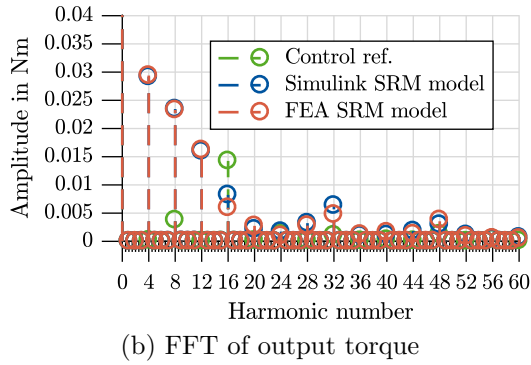 0.04
0.035
0.03
0.025
0.02
0.015
0.01
0.005
0
Amplitude in Nm
Control ref.
Simulink SRM model
FEA SRM model
0 4 8 12 16 20 24 28 32 36 40 44 48 52 56 60
Harmonic number
(b) FFT of output torque